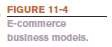 FIGURE 11-4
E-commerce
business models.